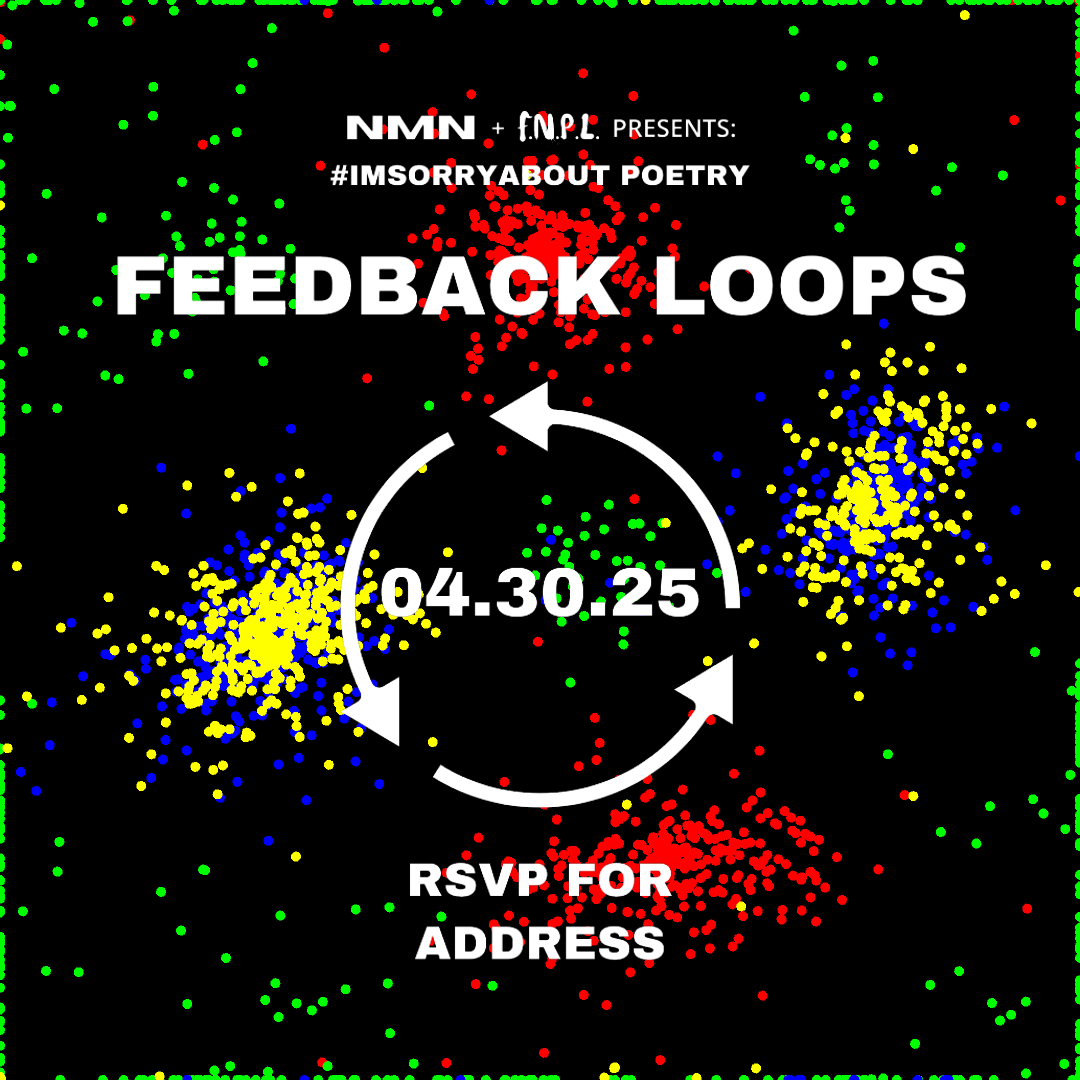 NMN + F.N.P.L. PRESENTS:
#IMSORRYABOUT POETRY
FEEDBACK LOOPS
04.30.25
RSVP FOR
ADDRESS